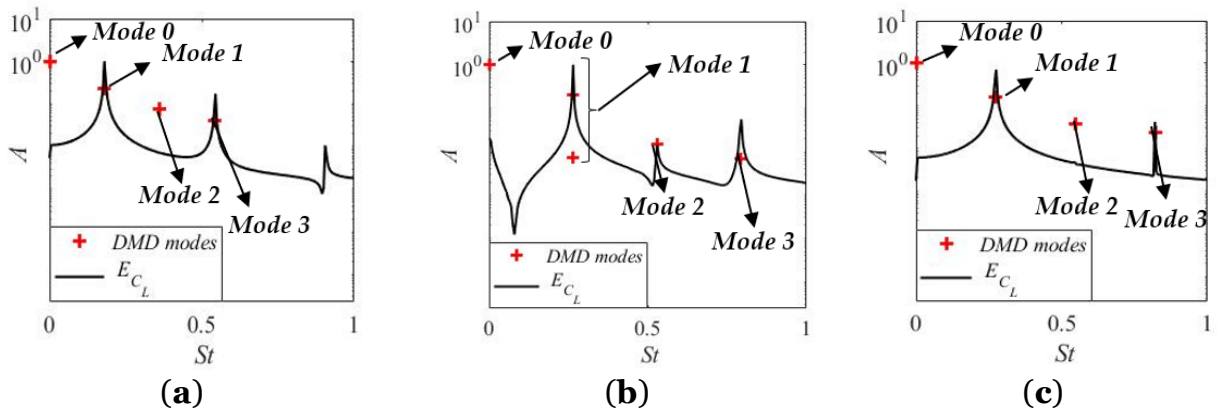 10^1
10^0
Λ
Mode 0
Mode 1
Mode 2
Mode 3
DMD modes
E_{C_L}
0
0.5
1
St
(a)
10^1
10^0
Λ
Mode 0
Mode 1
Mode 2
Mode 3
DMD modes
E_{C_L}
0
0.5
1
St
(b)
10^1
10^0
Λ
Mode 0
Mode 1
Mode 2
Mode 3
DMD modes
E_{C_L}
0
0.5
1
St
(c)